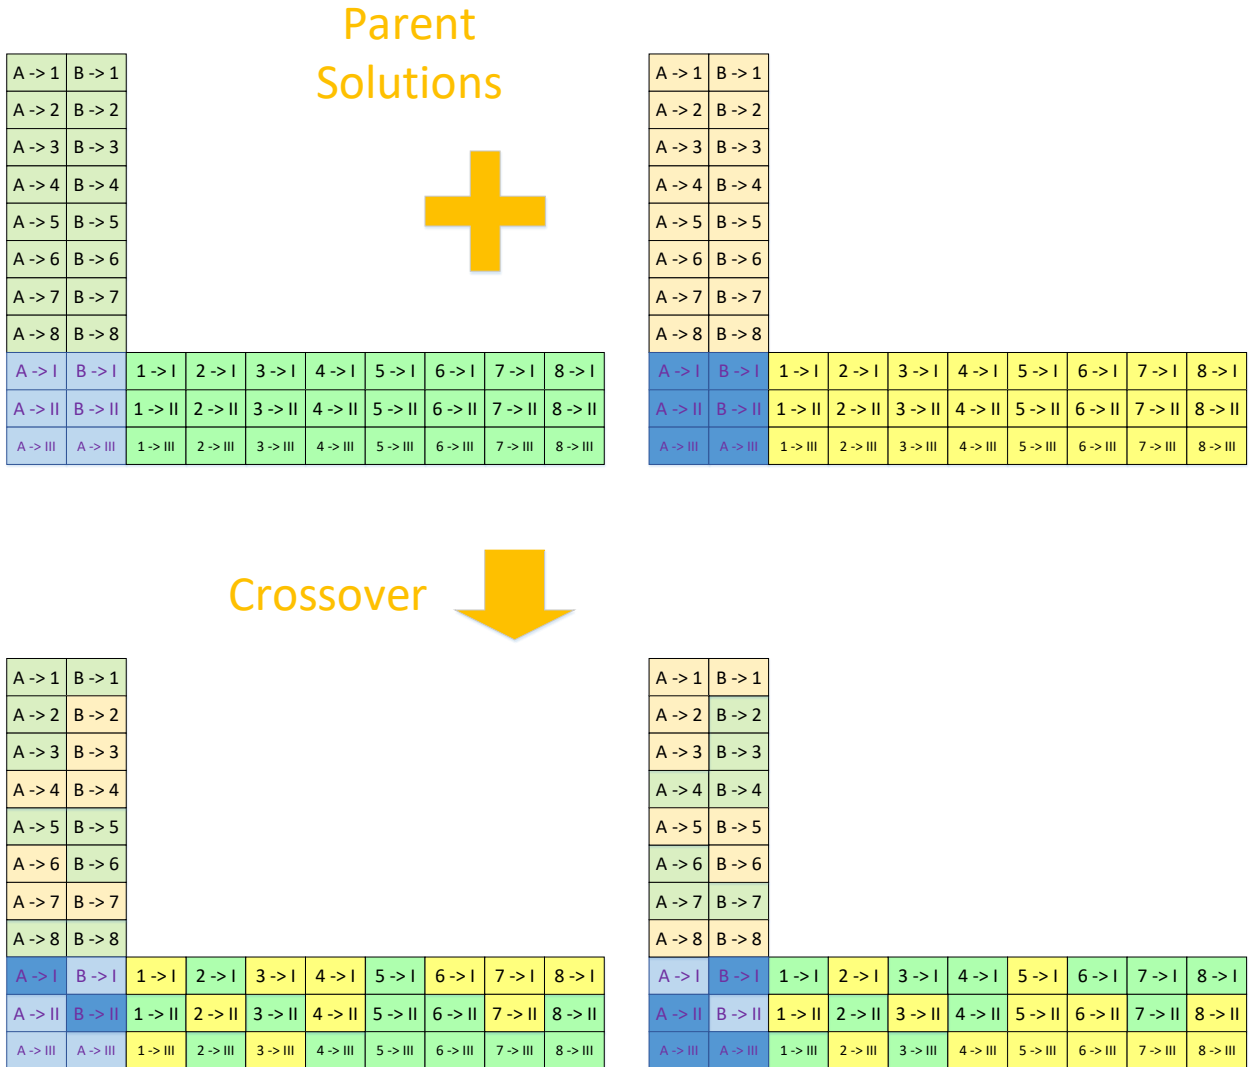 Parent
Solutions
A -> 1 B -> 1 A -> 1 B -> 1
A -> 2 B -> 2 A -> 2 B -> 2
A -> 3 B -> 3 A -> 3 B -> 3
A -> 4 B -> 4 A -> 4 B -> 4
A -> 5 B -> 5 A -> 5 B -> 5
A -> 6 B -> 6 A -> 6 B -> 6
A -> 7 B -> 7 A -> 7 B -> 7
A -> 8 B -> 8 A -> 8 B -> 8
A -> I B -> I 1 -> I 2 -> I 3 -> I 4 -> I 5 -> I 6 -> I 7 -> I 8 -> I A -> I B -> I 1 -> I 2 -> I 3 -> I 4 -> I 5 -> I 6 -> I 7 -> I 8 -> I
A -> II B -> II 1 -> II 2 -> II 3 -> II 4 -> II 5 -> II 6 -> II 7 -> II 8 -> II A -> II B -> II 1 -> II 2 -> II 3 -> II 4 -> II 5 -> II 6 -> II 7 -> II 8 -> II
A -> III A -> III 1 -> III 2 -> III 3 -> III 4 -> III 5 -> III 6 -> III 7 -> III 8 -> III A -> III A -> III 1 -> III 2 -> III 3 -> III 4 -> III 5 -> III 6 -> III 7 -> III 8 -> III
Crossover
A -> 1 B -> 1 A -> 1 B -> 1
A -> 2 B -> 2 A -> 2 B -> 2
A -> 3 B -> 3 A -> 3 B -> 3
A -> 4 B -> 4 A -> 4 B -> 4
A -> 5 B -> 5 A -> 5 B -> 5
A -> 6 B -> 6 A -> 6 B -> 6
A -> 7 B -> 7 A -> 7 B -> 7
A -> 8 B -> 8 A -> 8 B -> 8
A -> I B -> I 1 -> I 2 -> I 3 -> I 4 -> I 5 -> I 6 -> I 7 -> I 8 -> I A -> I B -> I 1 -> I 2 -> I 3 -> I 4 -> I 5 -> I 6 -> I 7 -> I 8 -> I
A -> II B -> II 1 -> II 2 -> II 3 -> II 4 -> II 5 -> II 6 -> II 7 -> II 8 -> II A -> II B -> II 1 -> II 2 -> II 3 -> II 4 -> II 5 -> II 6 -> II 7 -> II 8 -> II
A -> III A -> III 1 -> III 2 -> III 3 -> III 4 -> III 5 -> III 6 -> III 7 -> III 8 -> III A -> III A -> III 1 -> III 2 -> III 3 -> III 4 -> III 5 -> III 6 -> III 7 -> III 8 -> III